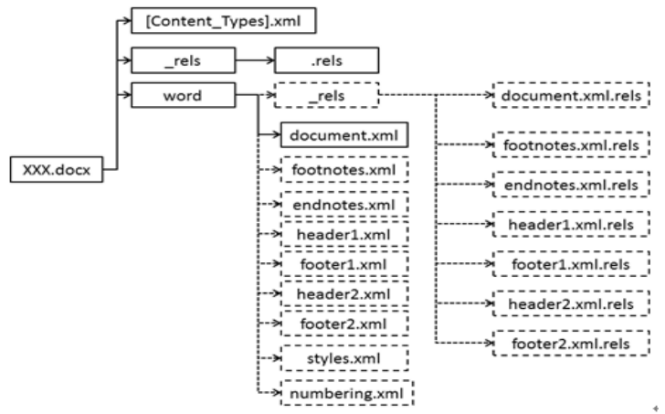 [Content_Types].xml
_rels
.rels
word
_rels
document.xml.rels
document.xml
footnotes.xml.rels
XXX.docx
footnotes.xml
endnotes.xml.rels
endnotes.xml
header1.xml
header1.xml.rels
footer1.xml
footer1.xml.rels
header2.xml
header2.xml.rels
footer2.xml
footer2.xml.rels
styles.xml
numbering.xml